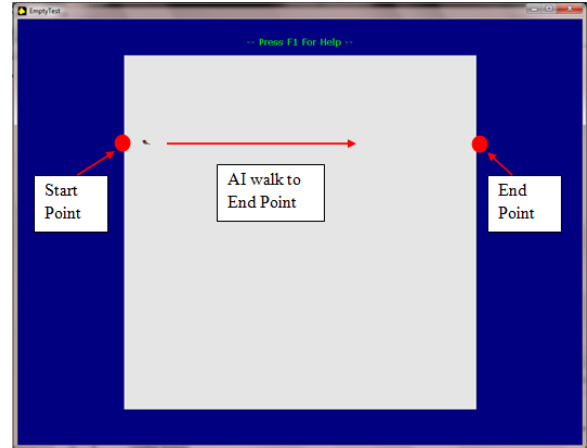 EmptyTest
-- Press F1 For Help --
Start
Point
AI walk to
End Point
End
Point